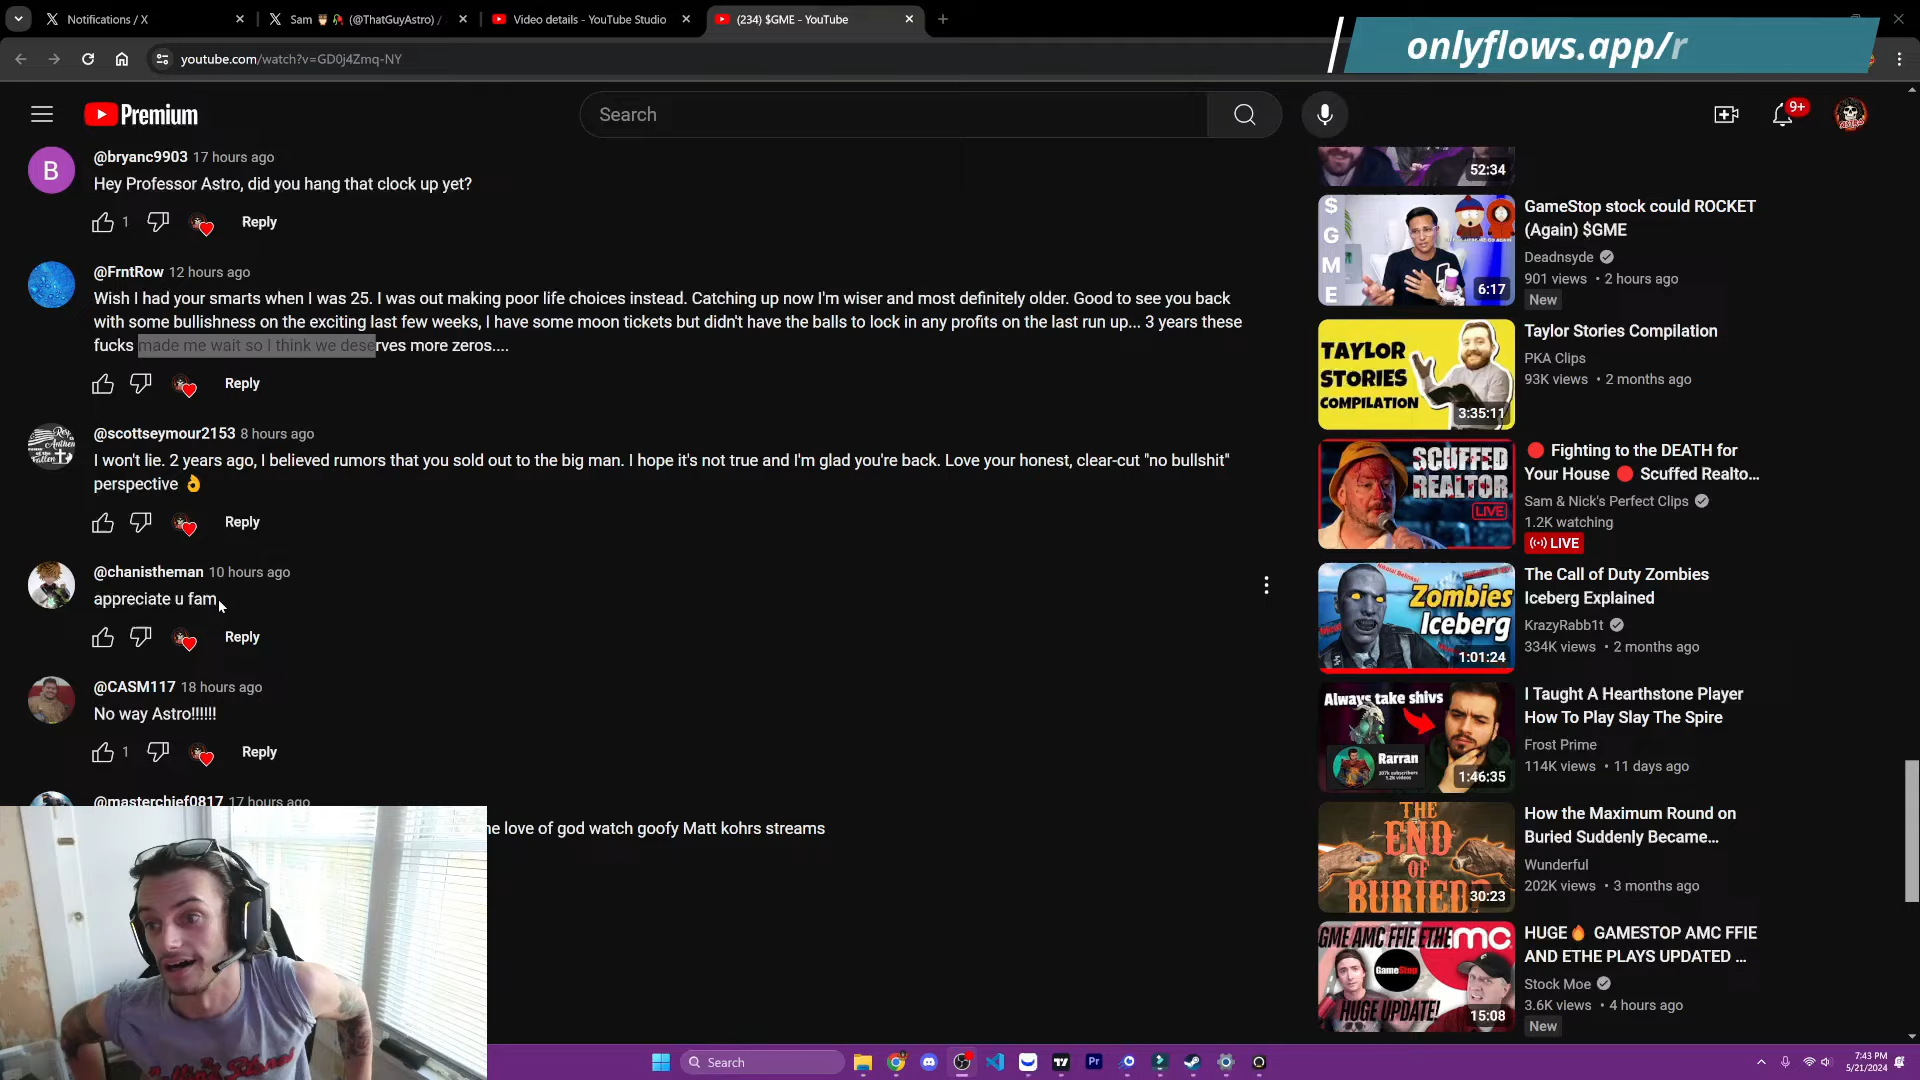 Notifications / X
Sam 🦉🥀 (@ThatGuyAstro) /
Video details - YouTube Studio
(234) $GME - YouTube
onlyflows.app/r
youtube.com/watch?v=GD0j4Zmq-NY
Premium
Search
9+
B
@bryanc9903 17 hours ago
Hey Professor Astro, did you hang that clock up yet?
1
Reply
@FrntRow 12 hours ago
Wish I had your smarts when I was 25. I was out making poor life choices instead. Catching up now I'm wiser and most definitely older. Good to see you back
with some bullishness on the exciting last few weeks, I have some moon tickets but didn't have the balls to lock in any profits on the last run up... 3 years these
fucks made me wait so I think we deserves more zeros....
Reply
@scottseymour2153 8 hours ago
I won't lie. 2 years ago, I believed rumors that you sold out to the big man. I hope it's not true and I'm glad you're back. Love your honest, clear-cut "no bullshit"
perspective 👌
Reply
@chanistheman 10 hours ago
appreciate u fam
Reply
@CASM117 18 hours ago
No way Astro!!!!!!
1
Reply
@masterchief0817 17 hours ago
love of god watch goofy Matt kohrs streams
52:34
$
G
M
E
6:17
GameStop stock could ROCKET
(Again) $GME
Deadnsyde
901 views • 2 hours ago
New
TAYLOR
STORIES
COMPILATION
3:35:11
Taylor Stories Compilation
PKA Clips
93K views • 2 months ago
SCUFFED
REALTOR
LIVE
🔴 Fighting to the DEATH for
Your House 🔴 Scuffed Realto...
Sam & Nick's Perfect Clips
1.2K watching
LIVE
Zombies
Iceberg
1:01:24
The Call of Duty Zombies
Iceberg Explained
KrazyRabb1t
334K views • 2 months ago
Always take shivs
Rarran
1:46:35
I Taught A Hearthstone Player
How To Play Slay The Spire
Frost Prime
114K views • 11 days ago
THE
END
OF
BURIED?
30:23
How the Maximum Round on
Buried Suddenly Became...
Wunderful
202K views • 3 months ago
GME AMC FFIE ETHE
mc
GameStop
HUGE UPDATE!
15:08
HUGE🔥 GAMESTOP AMC FFIE
AND ETHE PLAYS UPDATED ...
Stock Moe
3.6K views • 4 hours ago
New
Search
Pr
7:43 PM
5/21/2024